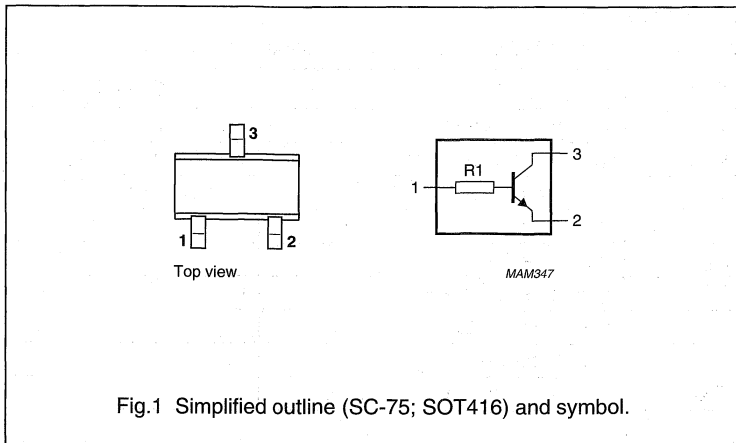 3
1
2
Top view
R1
1
3
2
MAM347
Fig.1 Simplified outline (SC-75; SOT416) and symbol.